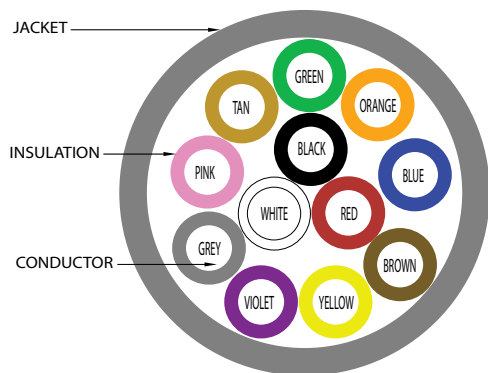 JACKET
GREEN
TAN
ORANGE
BLACK
INSULATION
PINK
BLUE
WHITE
RED
GREY
CONDUCTOR
BROWN
VIOLET
YELLOW